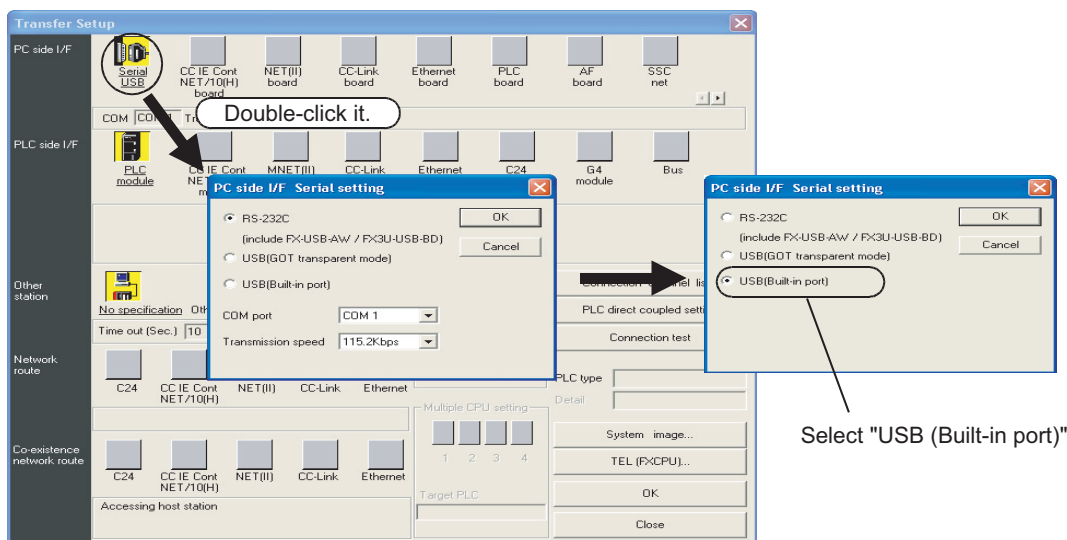 Transfer Setup
PC side I/F
Serial USB
CC IE Cont NET/10(H) board
NET(II) board
CC-Link board
Ethernet board
PLC board
AF board
SSC net
COM COM 1
Double-click it.
PLC side I/F
PLC module
CC IE Cont
MNET(II)
CC-Link
Ethernet
C24
G4 module
Bus
PC side I/F Serial setting
RS-232C
(include FX-USB-AW / FX3U-USB-BD)
USB(GOT transparent mode)
USB(Built-in port)
COM port COM 1
Transmission speed 115.2Kbps
OK
Cancel
PC side I/F Serial setting
RS-232C
(include FX-USB-AW / FX3U-USB-BD)
USB(GOT transparent mode)
USB(Built-in port)
OK
Cancel
Select "USB (Built-in port)"
Other station
No specification
Time out (Sec.) 10
Connection
PLC direct coupled
Connection test
PLC type
Detail
System image...
TEL (FXCPU)...
OK
Close
Network route
C24
CC IE Cont NET/10(H)
NET(II)
CC-Link
Ethernet
Multiple CPU setting
1 2 3 4
Target PLC
Co-existence network route
C24
CC IE Cont NET/10(H)
NET(II)
CC-Link
Ethernet
Accessing host station